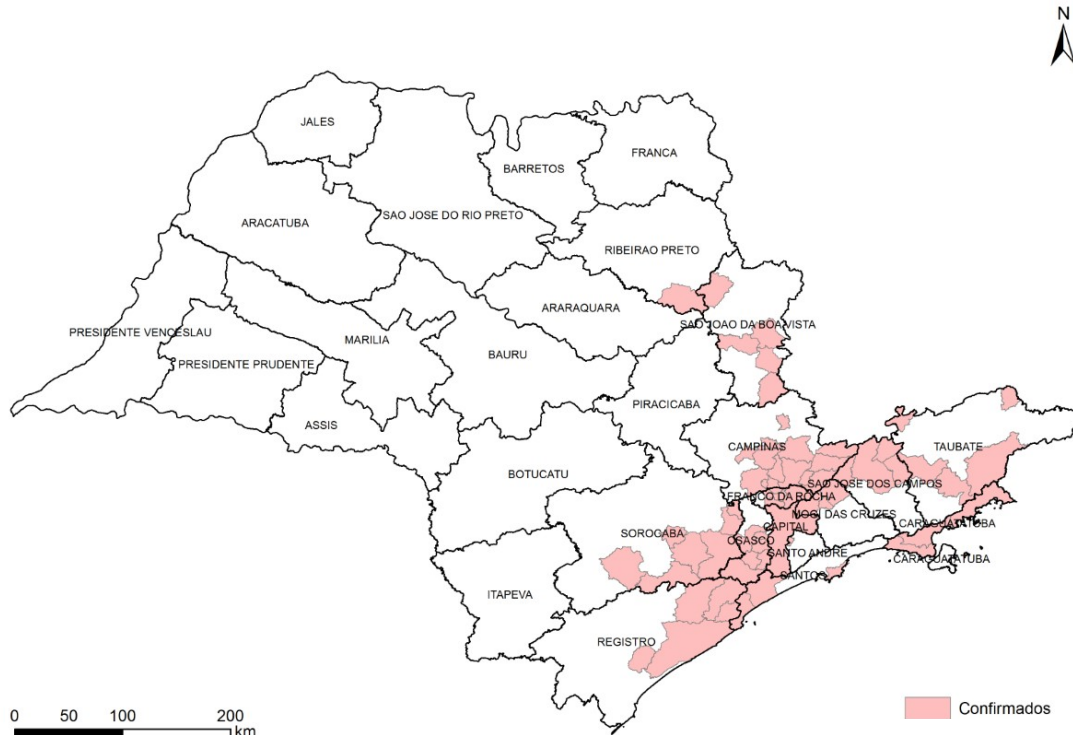 N
JALES
FRANCA
BARRETOS
SAO JOSE DO RIO PRETO
ARACATUBA
RIBEIRAO PRETO
ARARAQUARA
SAO JOAO DA BOA VISTA
PRESIDENTE VENCESLAU
MARILIA
BAURU
PRESIDENTE PRUDENTE
PIRACICABA
ASSIS
CAMPINAS
TAUBATE
BOTUCATU
SAO JOSE DOS CAMPOS
FRANCO DA ROCHA
MOGI DAS CRUZES
CAPITAL
CARAGUATATUBA
SOROCABA
OSASCO
SANTO ANDRE
CARAGUATATUBA
SANTOS
ITAPEVA
REGISTRO
Confirmados
0 50 100 200
km